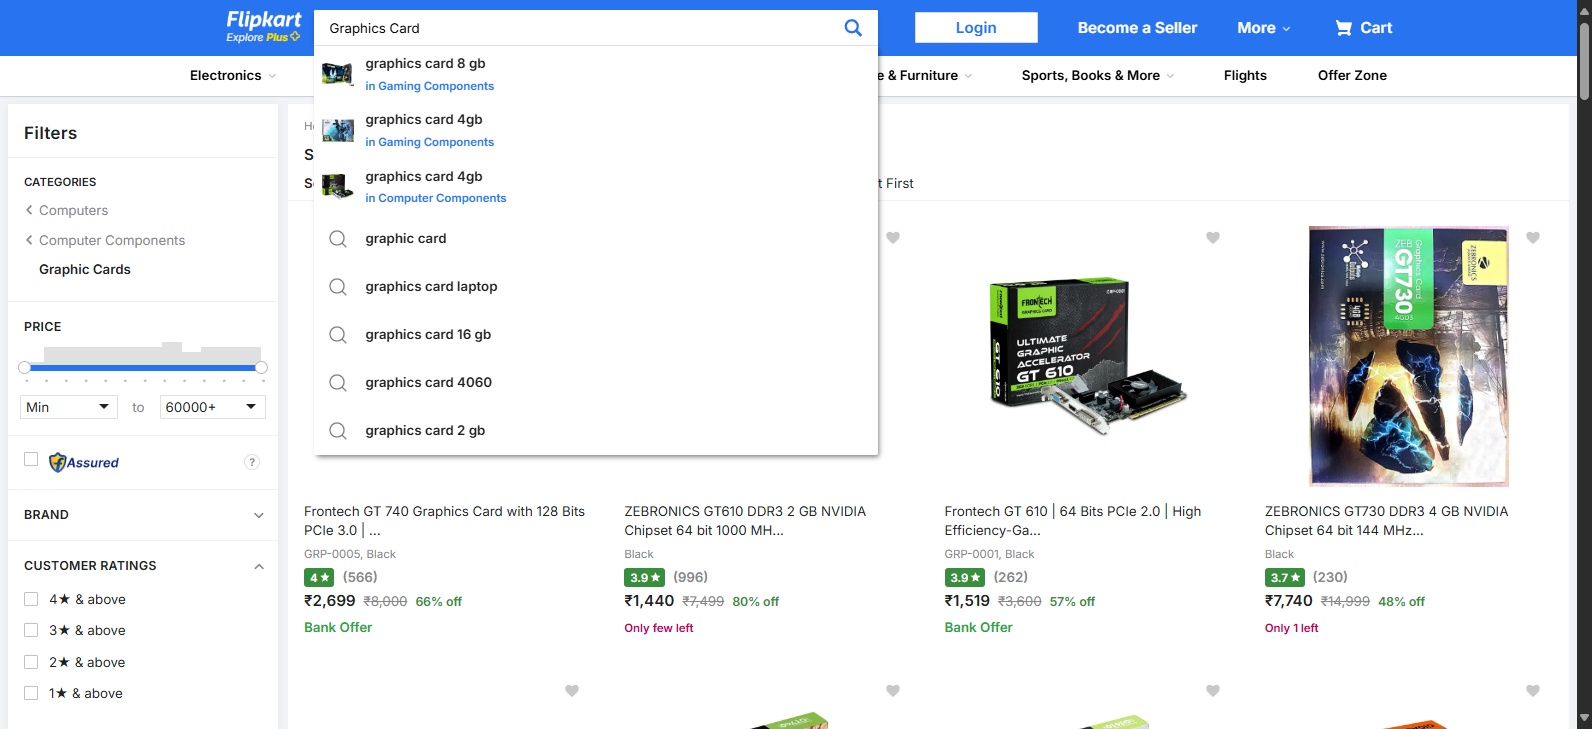 Flipkart
Explore Plus
Graphics Card
Login
Become a Seller
More
Cart
Electronics
e & Furniture
Sports, Books & More
Flights
Offer Zone
graphics card 8 gb
in Gaming Components
graphics card 4gb
in Gaming Components
graphics card 4gb
in Computer Components
graphic card
graphics card laptop
graphics card 16 gb
graphics card 4060
graphics card 2 gb
Filters
CATEGORIES
Computers
Computer Components
Graphic Cards
PRICE
Min
to
60000+
Assured
?
BRAND
CUSTOMER RATINGS
4★ & above
3★ & above
2★ & above
1★ & above
t First
FRONTECH
GRAPHICS CARD
GRP-0001
ULTIMATE
GRAPHIC
ACCELERATOR
GT 610
GT 610
ZEB
GT730
4GD3
Graphics Card
ZEBRONICS
4GB
Frontech GT 740 Graphics Card with 128 Bits
PCIe 3.0 | ...
GRP-0005, Black
4★ (566)
₹2,699 ₹8,000 66% off
Bank Offer
ZEBRONICS GT610 DDR3 2 GB NVIDIA
Chipset 64 bit 1000 MH...
Black
3.9★ (996)
₹1,440 ₹7,499 80% off
Only few left
Frontech GT 610 | 64 Bits PCIe 2.0 | High
Efficiency-Ga...
GRP-0001, Black
3.9★ (262)
₹1,519 ₹3,600 57% off
Bank Offer
ZEBRONICS GT730 DDR3 4 GB NVIDIA
Chipset 64 bit 144 MHz...
Black
3.7★ (230)
₹7,740 ₹14,999 48% off
Only 1 left